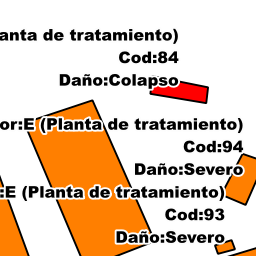 anta de tratamiento)
Cod:84
Daño:Colapso
or:E (Planta de tratamiento)
Cod:94
Daño:Severo
:E (Planta de tratamiento)
Cod:93
Daño:Severo